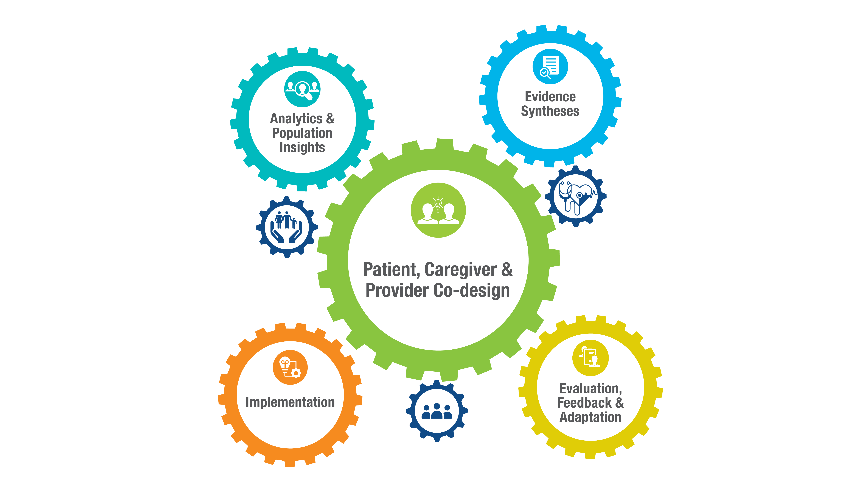 Analytics &
Population
Insights
Evidence
Syntheses
Patient, Caregiver &
Provider Co-design
Implementation
Evaluation,
Feedback &
Adaptation